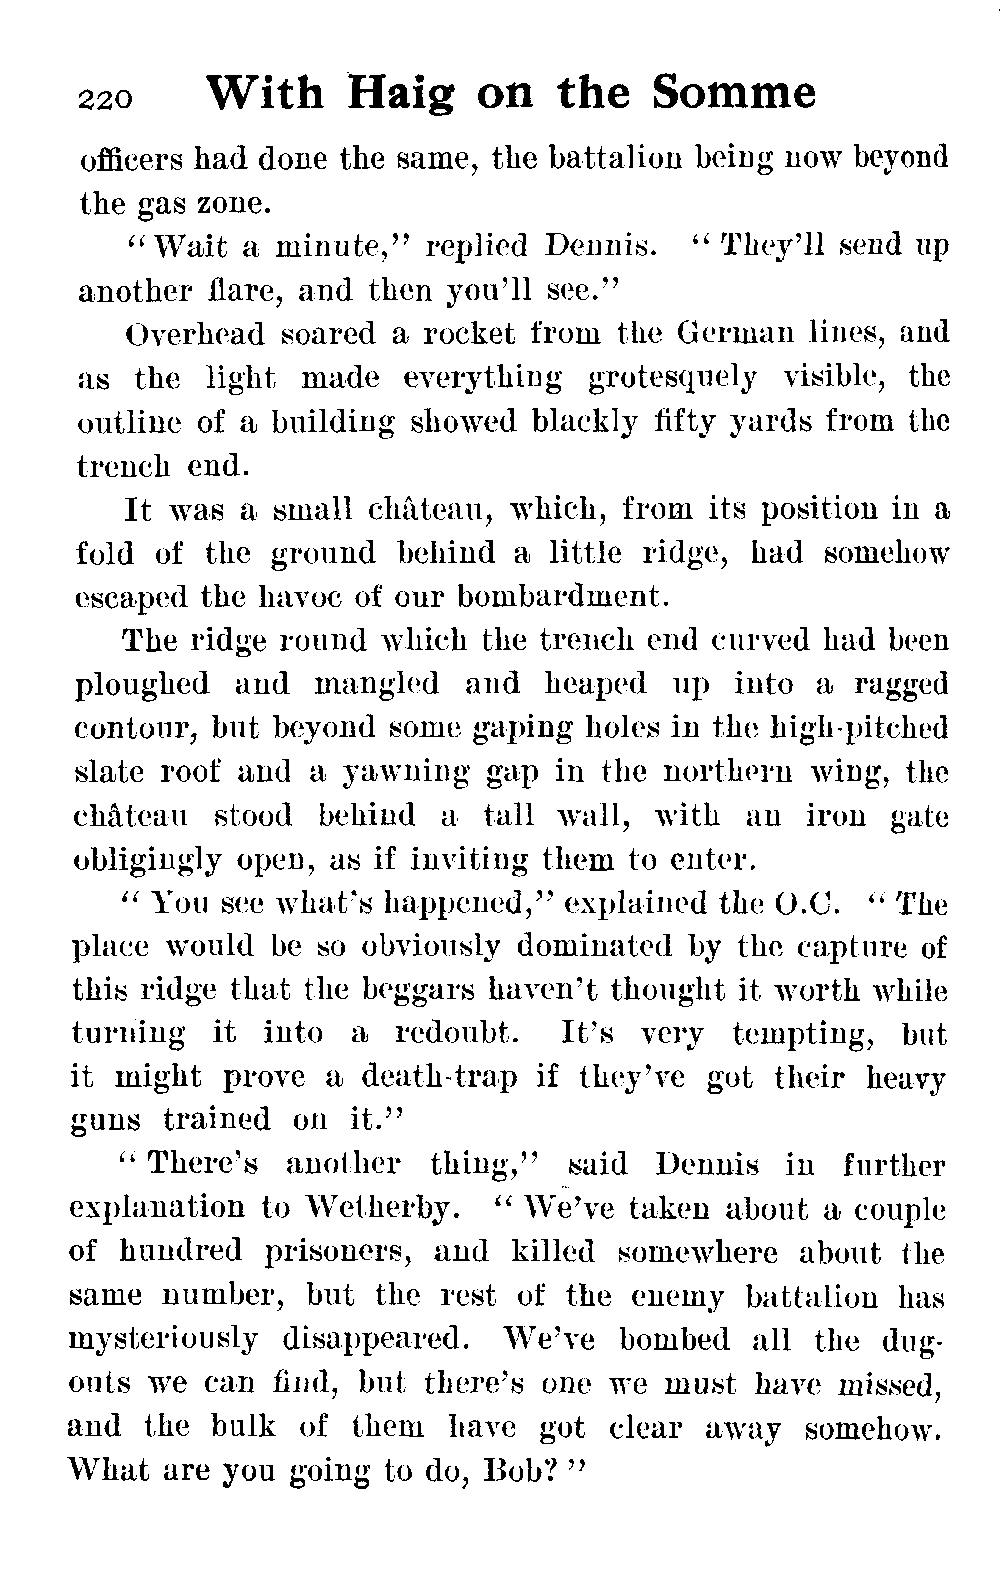 220 With Haig on the Somme
officers had done the same, the battalion being now beyond
the gas zone.
“Wait a minute,” replied Dennis. “They’ll send up
another flare, and then you’ll see.”
Overhead soared a rocket from the German lines, and
as the light made everything grotesquely visible, the
outline of a building showed blackly fifty yards from the
trench end.
It was a small château, which, from its position in a
fold of the ground behind a little ridge, had somehow
escaped the havoc of our bombardment.
The ridge round which the trench end curved had been
ploughed and mangled and heaped up into a ragged
contour, but beyond some gaping holes in the high-pitched
slate roof and a yawning gap in the northern wing, the
château stood behind a tall wall, with an iron gate
obligingly open, as if inviting them to enter.
“You see what’s happened,” explained the O.C. “The
place would be so obviously dominated by the capture of
this ridge that the beggars haven’t thought it worth while
turning it into a redoubt. It’s very tempting, but
it might prove a death-trap if they’ve got their heavy
guns trained on it.”
“There’s another thing,” said Dennis in further
explanation to Wetherby. “We’ve taken about a couple
of hundred prisoners, and killed somewhere about the
same number, but the rest of the enemy battalion has
mysteriously disappeared. We’ve bombed all the dug-
outs we can find, but there’s one we must have missed,
and the bulk of them have got clear away somehow.
What are you going to do, Bob?”